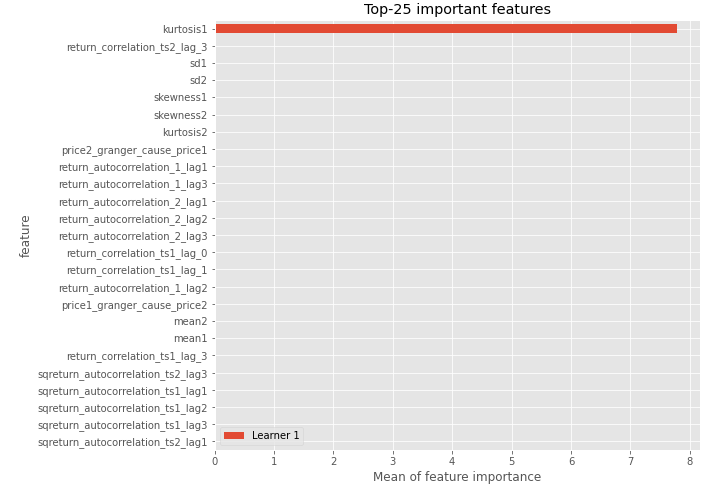 Top-25 important features
kurtosis1
return_correlation_ts2_lag_3
sd1
sd2
skewness1
skewness2
kurtosis2
price2_granger_cause_price1
return_autocorrelation_1_lag1
return_autocorrelation_1_lag3
return_autocorrelation_2_lag1
return_autocorrelation_2_lag2
return_autocorrelation_2_lag3
return_correlation_ts1_lag_0
return_correlation_ts1_lag_1
return_autocorrelation_1_lag2
price1_granger_cause_price2
mean2
mean1
return_correlation_ts1_lag_3
sqreturn_autocorrelation_ts2_lag3
sqreturn_autocorrelation_ts1_lag1
sqreturn_autocorrelation_ts1_lag2
sqreturn_autocorrelation_ts1_lag3
sqreturn_autocorrelation_ts2_lag1
feature
Learner 1
0 1 2 3 4 5 6 7 8
Mean of feature importance